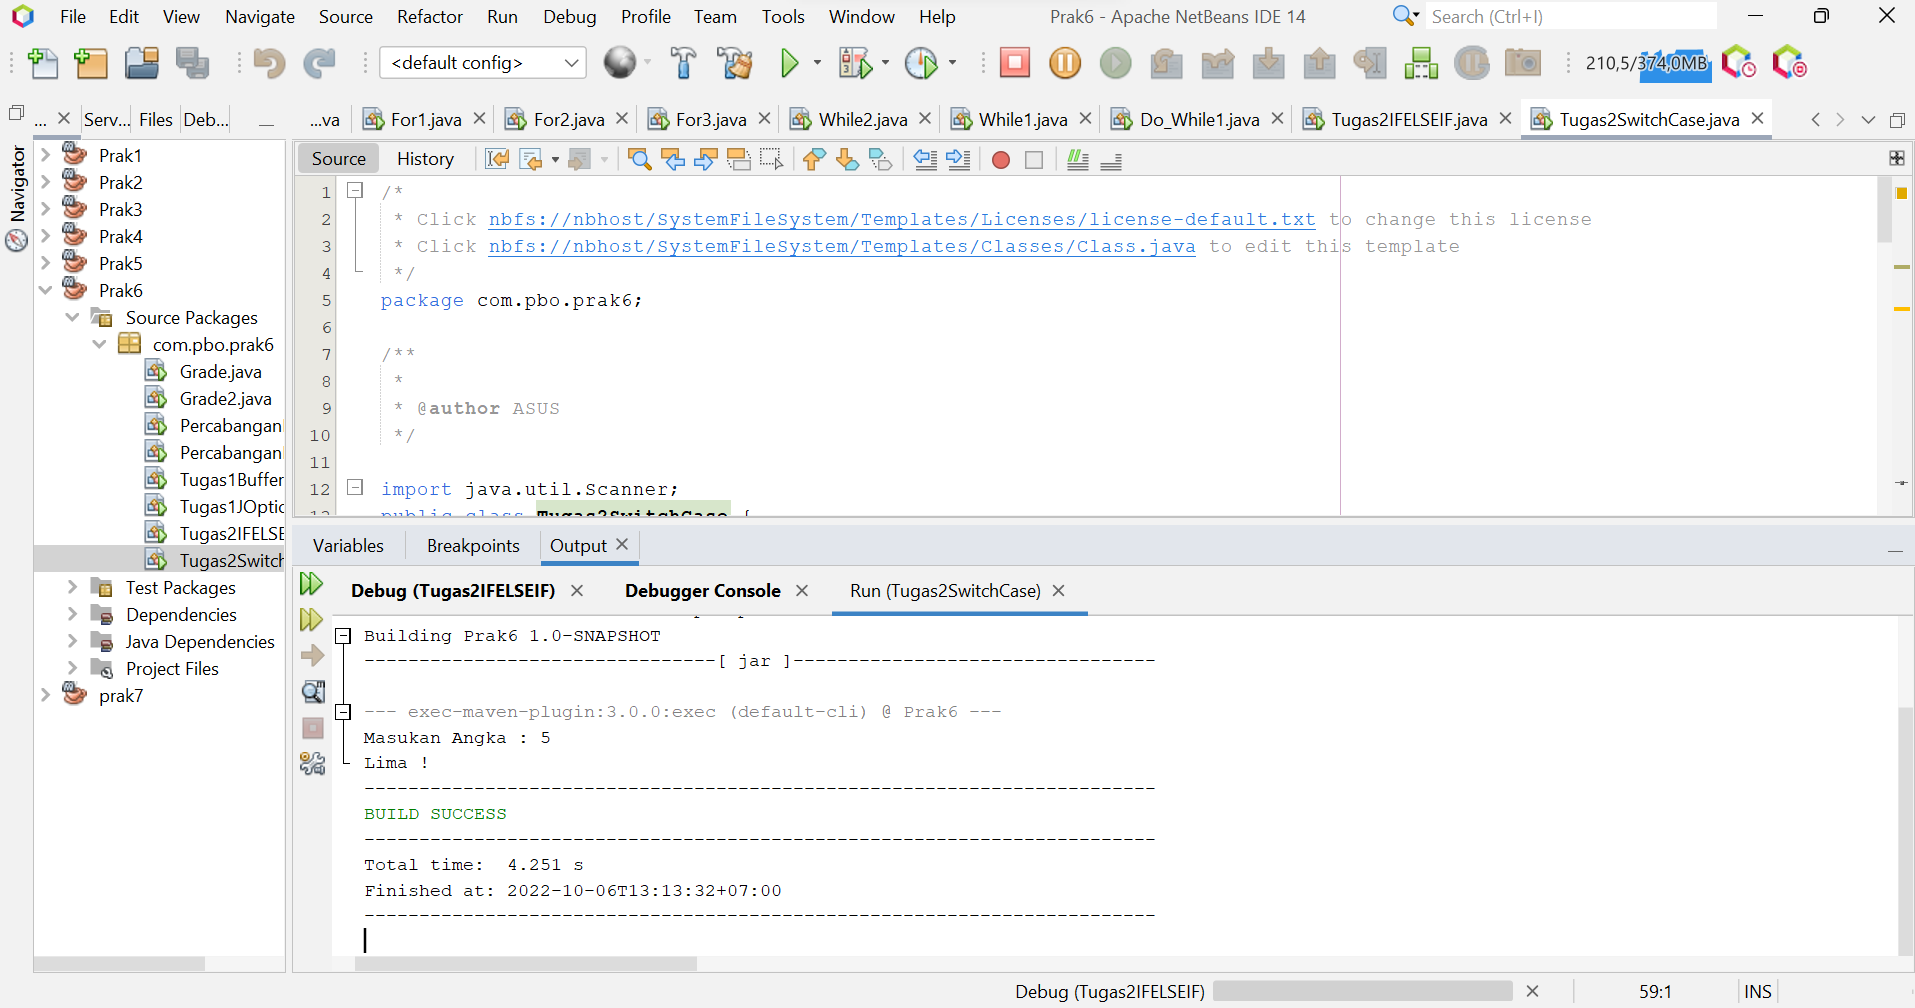 File Edit View Navigate Source Refactor Run Debug Profile Team Tools Window Help Prak6 - Apache NetBeans IDE 14 Search (Ctrl+I)
<default config> 210,5/374,0MB
... Serv... Files Deb... ...va For1.java For2.java For3.java While2.java While1.java Do_While1.java Tugas2IFELSEIF.java Tugas2SwitchCase.java
Navigator
Prak1
Prak2
Prak3
Prak4
Prak5
Prak6
Source Packages
com.pbo.prak6
Grade.java
Grade2.java
Percabangan
Percabangan
Tugas1Buffer
Tugas1JOptic
Tugas2IFELSE
Tugas2Switch
Test Packages
Dependencies
Java Dependencies
Project Files
prak7
Source History
1 /*
2 * Click nbfs://nbhost/SystemFileSystem/Templates/Licenses/license-default.txt to change this license
3 * Click nbfs://nbhost/SystemFileSystem/Templates/Classes/Class.java to edit this template
4 */
5 package com.pbo.prak6;
6
7 /**
8 *
9 * @author ASUS
10 */
11
12 import java.util.Scanner;
13 public class Tugas2SwitchCase {
Variables Breakpoints Output
Debug (Tugas2IFELSEIF) Debugger Console Run (Tugas2SwitchCase)
Building Prak6 1.0-SNAPSHOT
--------------------------------[ jar ]---------------------------------
--- exec-maven-plugin:3.0.0:exec (default-cli) @ Prak6 ---
Masukan Angka : 5
Lima !
------------------------------------------------------------------------
BUILD SUCCESS
------------------------------------------------------------------------
Total time: 4.251 s
Finished at: 2022-10-06T13:13:32+07:00
------------------------------------------------------------------------
Debug (Tugas2IFELSEIF) 59:1 INS